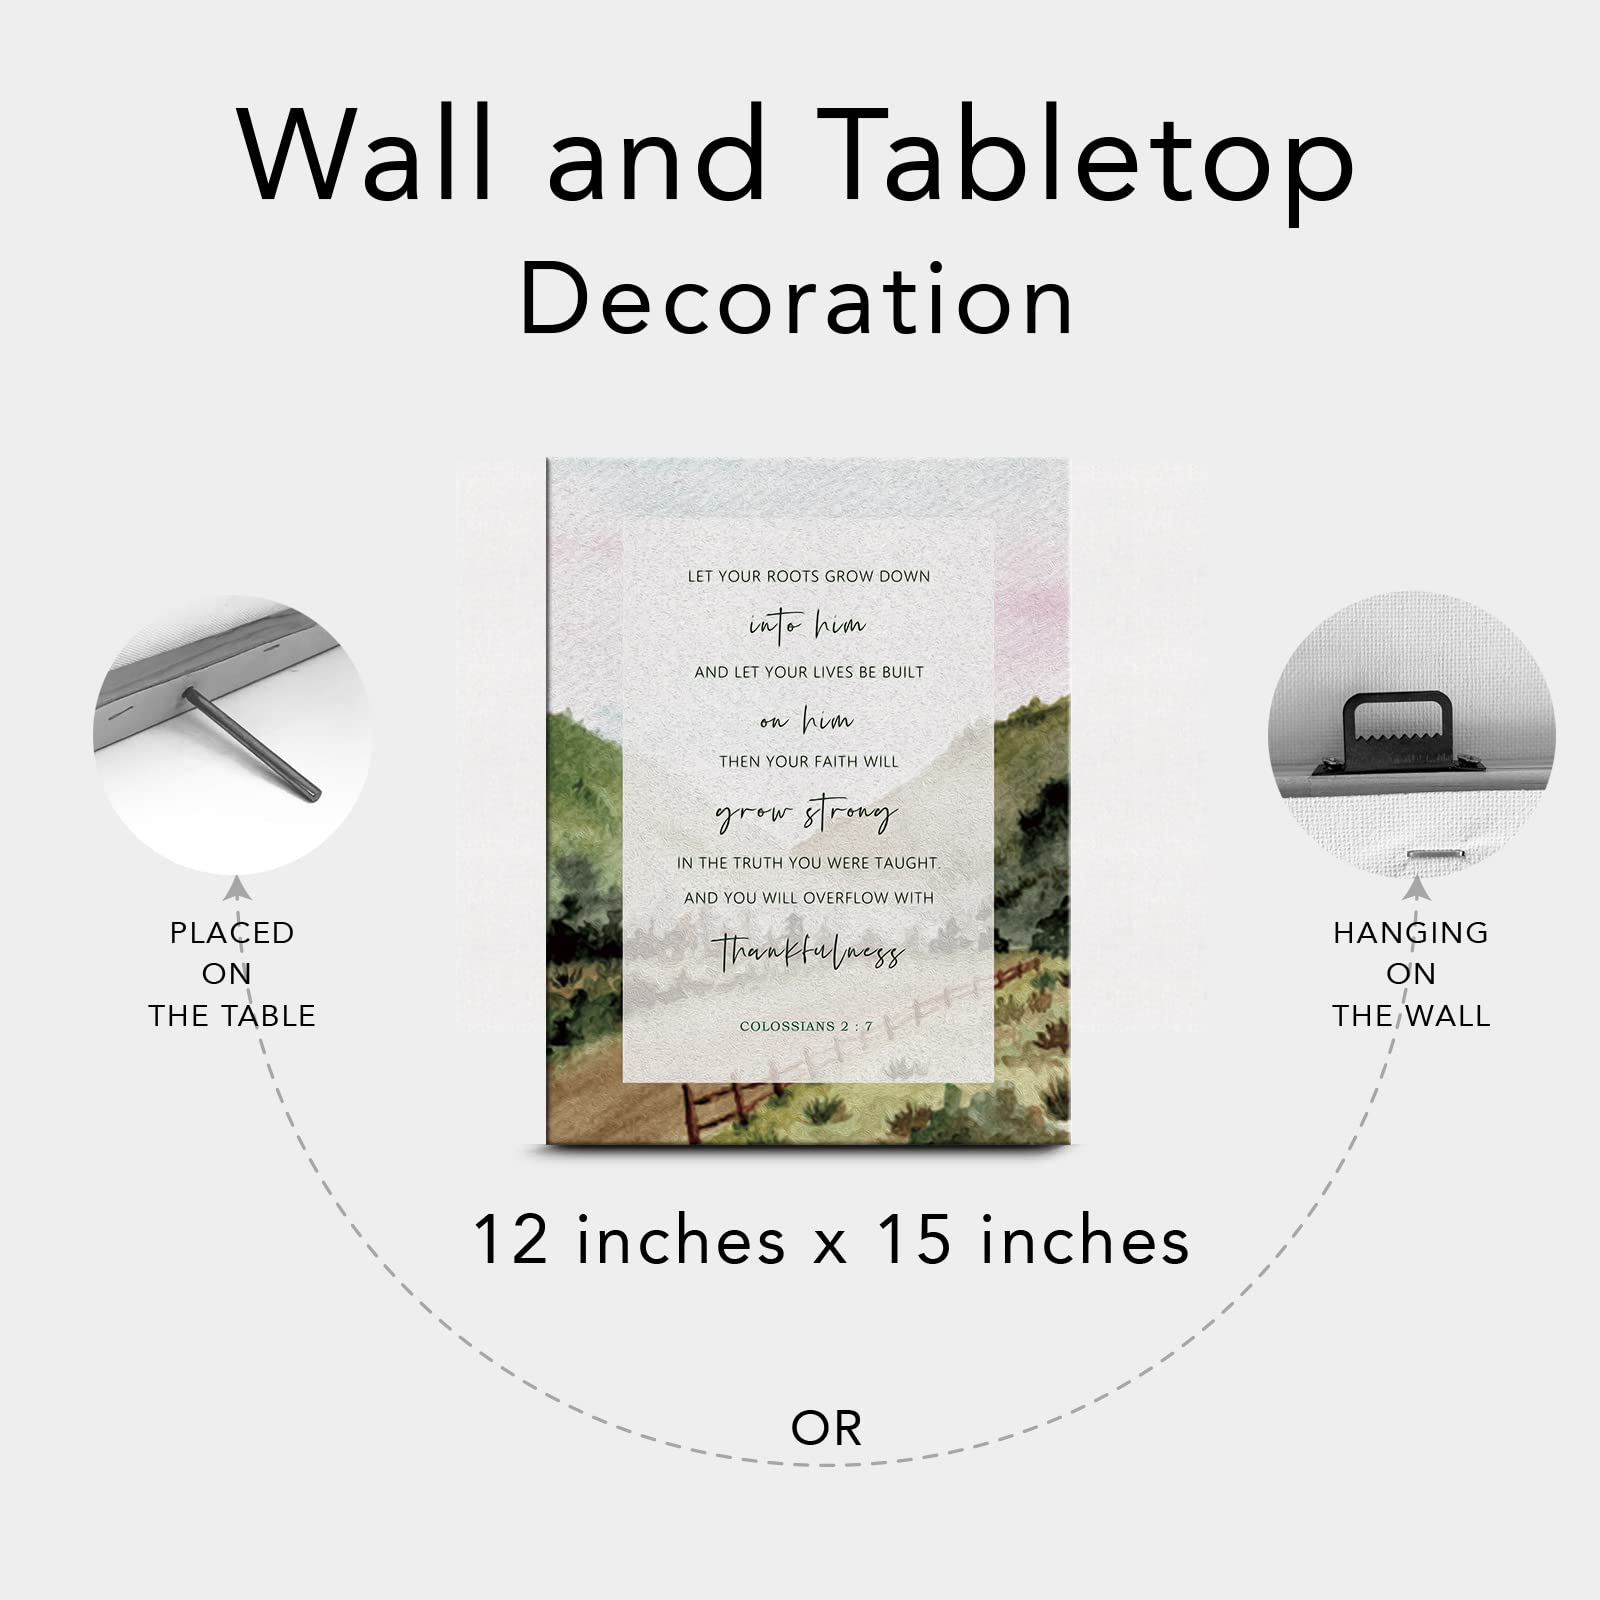 Wall and Tabletop
Decoration
LET YOUR ROOTS GROW DOWN
into him
AND LET YOUR LIVES BE BUILT
on him
THEN YOUR FAITH WILL
grow strong
IN THE TRUTH YOU WERE TAUGHT.
AND YOU WILL OVERFLOW WITH
thankfulness
COLOSSIANS 2 : 7
PLACED
ON
THE TABLE
HANGING
ON
THE WALL
12 inches x 15 inches
OR